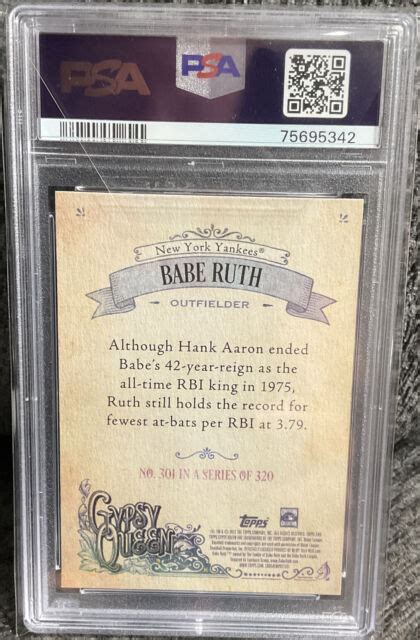 PSA
PSA
75695342
New York Yankees®
BABE RUTH
OUTFIELDER
Although Hank Aaron ended
Babe's 42-year-reign as the
all-time RBI king in 1975,
Ruth still holds the record for
fewest at-bats per RBI at 3.79.
NO. 301 IN A SERIES OF 320
GYPSY
QUEEN
Topps